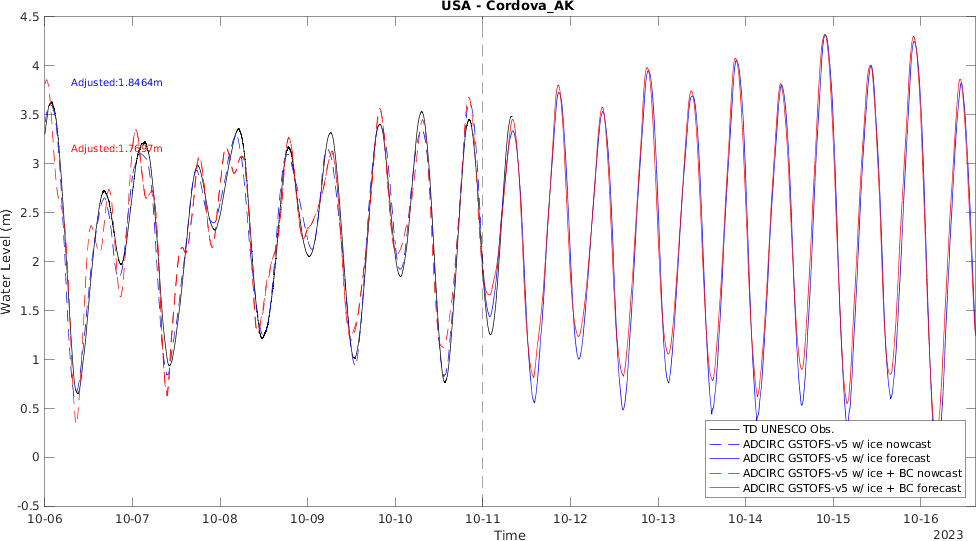 USA - Cordova_AK
4.5
4
3.5
3
2.5
2
1.5
1
0.5
0
-0.5
Water Level (m)
Adjusted:1.8464m
Adjusted:1.7697m
TD UNESCO Obs.
ADCIRC GSTOFS-v5 w/ ice nowcast
ADCIRC GSTOFS-v5 w/ ice forecast
ADCIRC GSTOFS-v5 w/ ice + BC nowcast
ADCIRC GSTOFS-v5 w/ ice + BC forecast
10-06 10-07 10-08 10-09 10-10 10-11 10-12 10-13 10-14 10-15 10-16
Time
2023